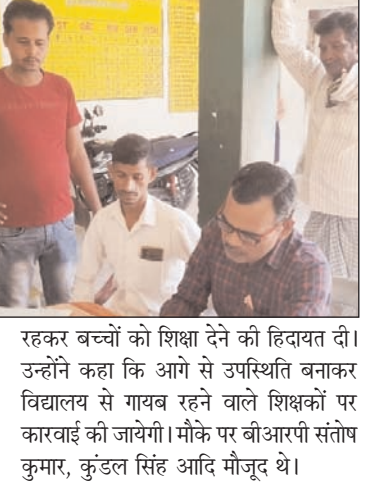 रहकर बच्चों को शिक्षा देने की हिदायत दी।
उन्होंने कहा कि आगे से उपस्थिति बनाकर
विद्यालय से गायब रहने वाले शिक्षकों पर
कारवाई की जायेगी। मौके पर बीआरपी संतोष
कुमार, कुंडल सिंह आदि मौजूद थे।